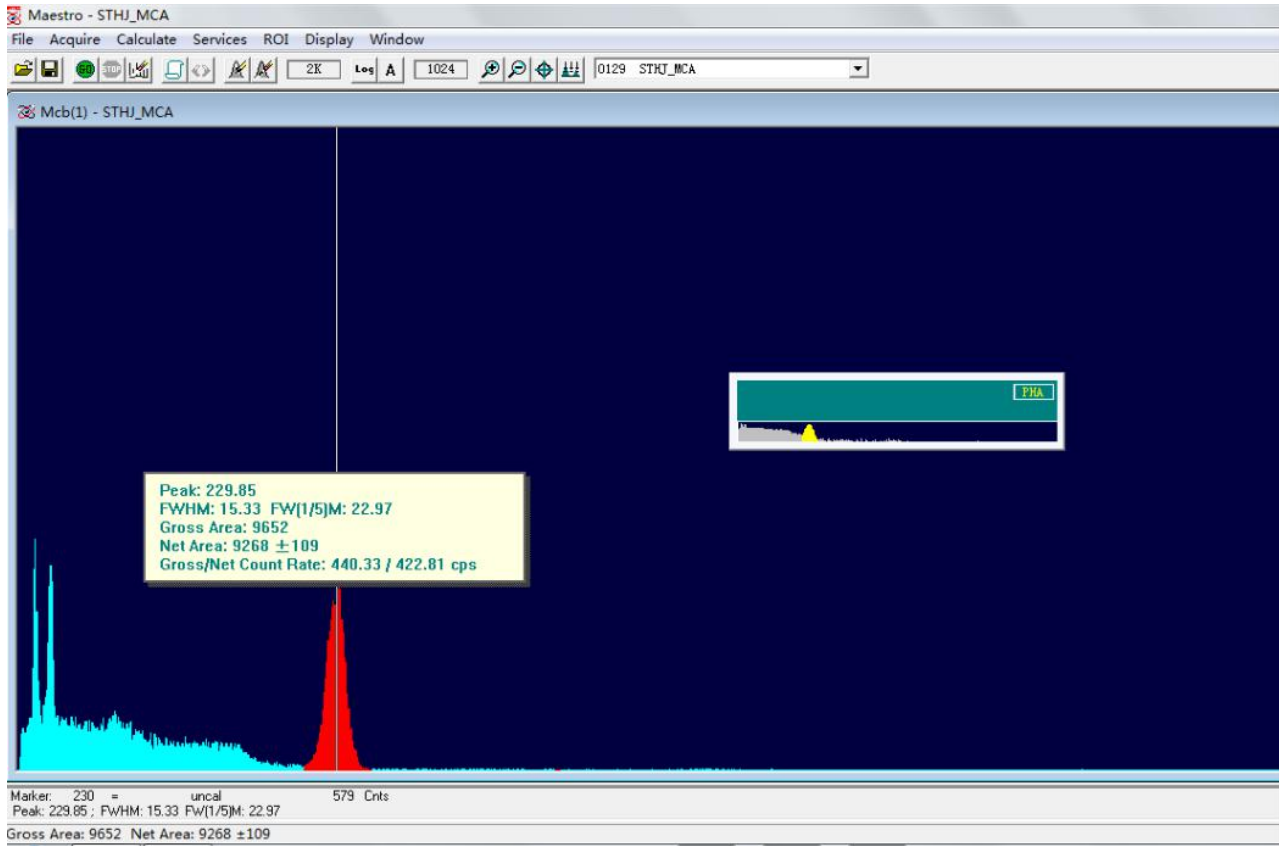 Maestro - STHJ_MCA
File Acquire Calculate Services ROI Display Window
GO STOP 2K Log A 1024 0129 STHJ_MCA
Mcb(1) - STHJ_MCA
PHA
Peak: 229.85
FWHM: 15.33 FW(1/5)M: 22.97
Gross Area: 9652
Net Area: 9268 ±109
Gross/Net Count Rate: 440.33 / 422.81 cps
Marker: 230 = uncal 579 Cnts
Peak: 229.85 ; FWHM: 15.33 FW(1/5)M: 22.97
Gross Area: 9652 Net Area: 9268 ±109